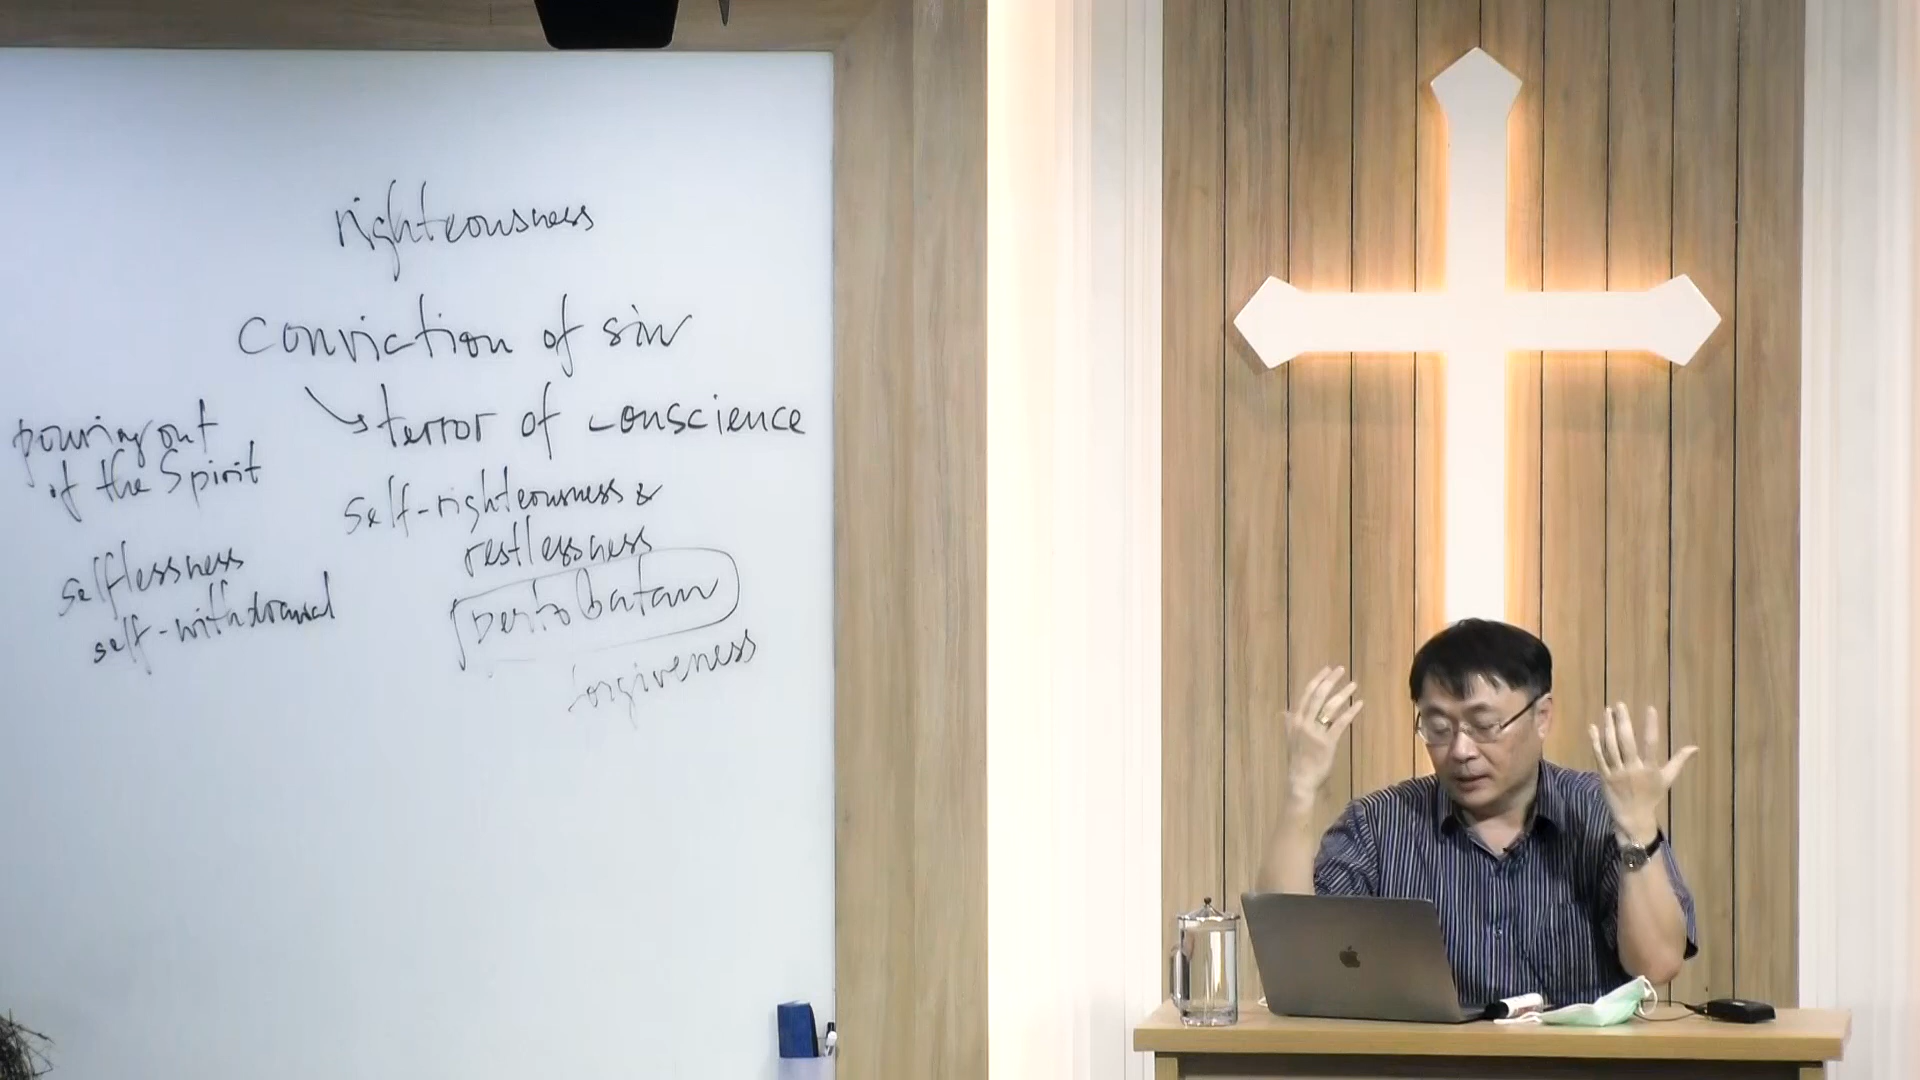 righteousness
conviction of sin
terror of conscience
pouring out
of the Spirit
self-righteousness &
restlessness
selflessness
self-withdrawal
pertobatan
forgiveness